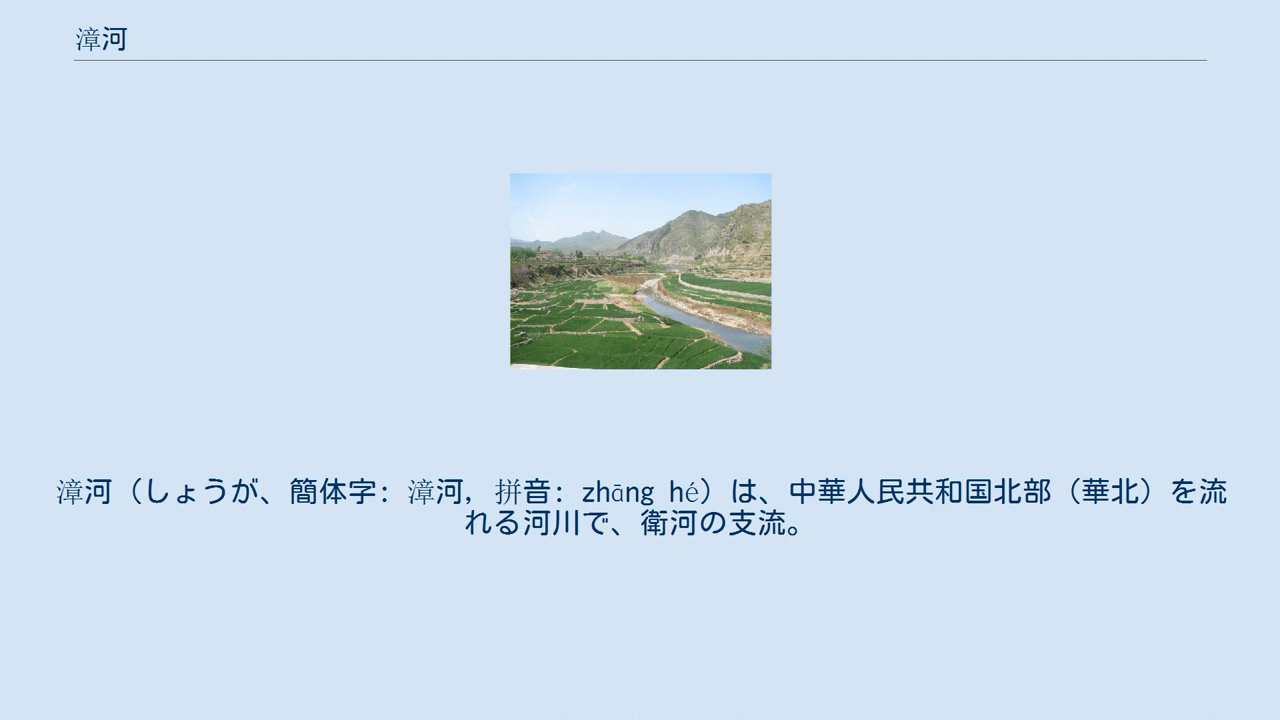 漳河
漳河（しょうが、簡体字: 漳河, 拼音: zhāng hé）は、中華人民共和国北部（華北）を流
れる河川で、衛河の支流。